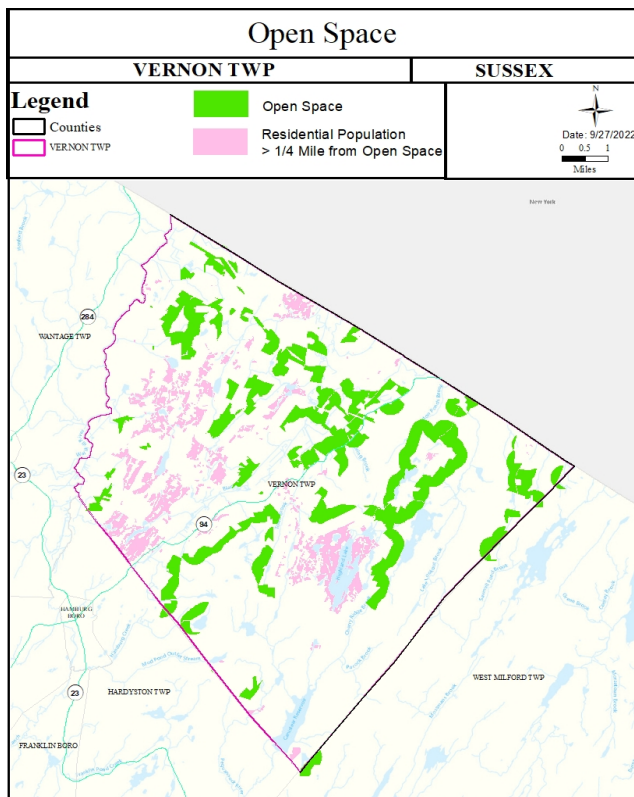 Open Space
VERNON TWP
SUSSEX
Legend
Counties
VERNON TWP
Open Space
Residential Population
> 1/4 Mile from Open Space
N
Date: 9/27/2022
0 0.5 1
Miles
New York
284
WANTAGE TWP
23
VERNON TWP
94
HAMBURG
BORO
WEST MILFORD TWP
23
HARDYSTON TWP
FRANKLIN BORO